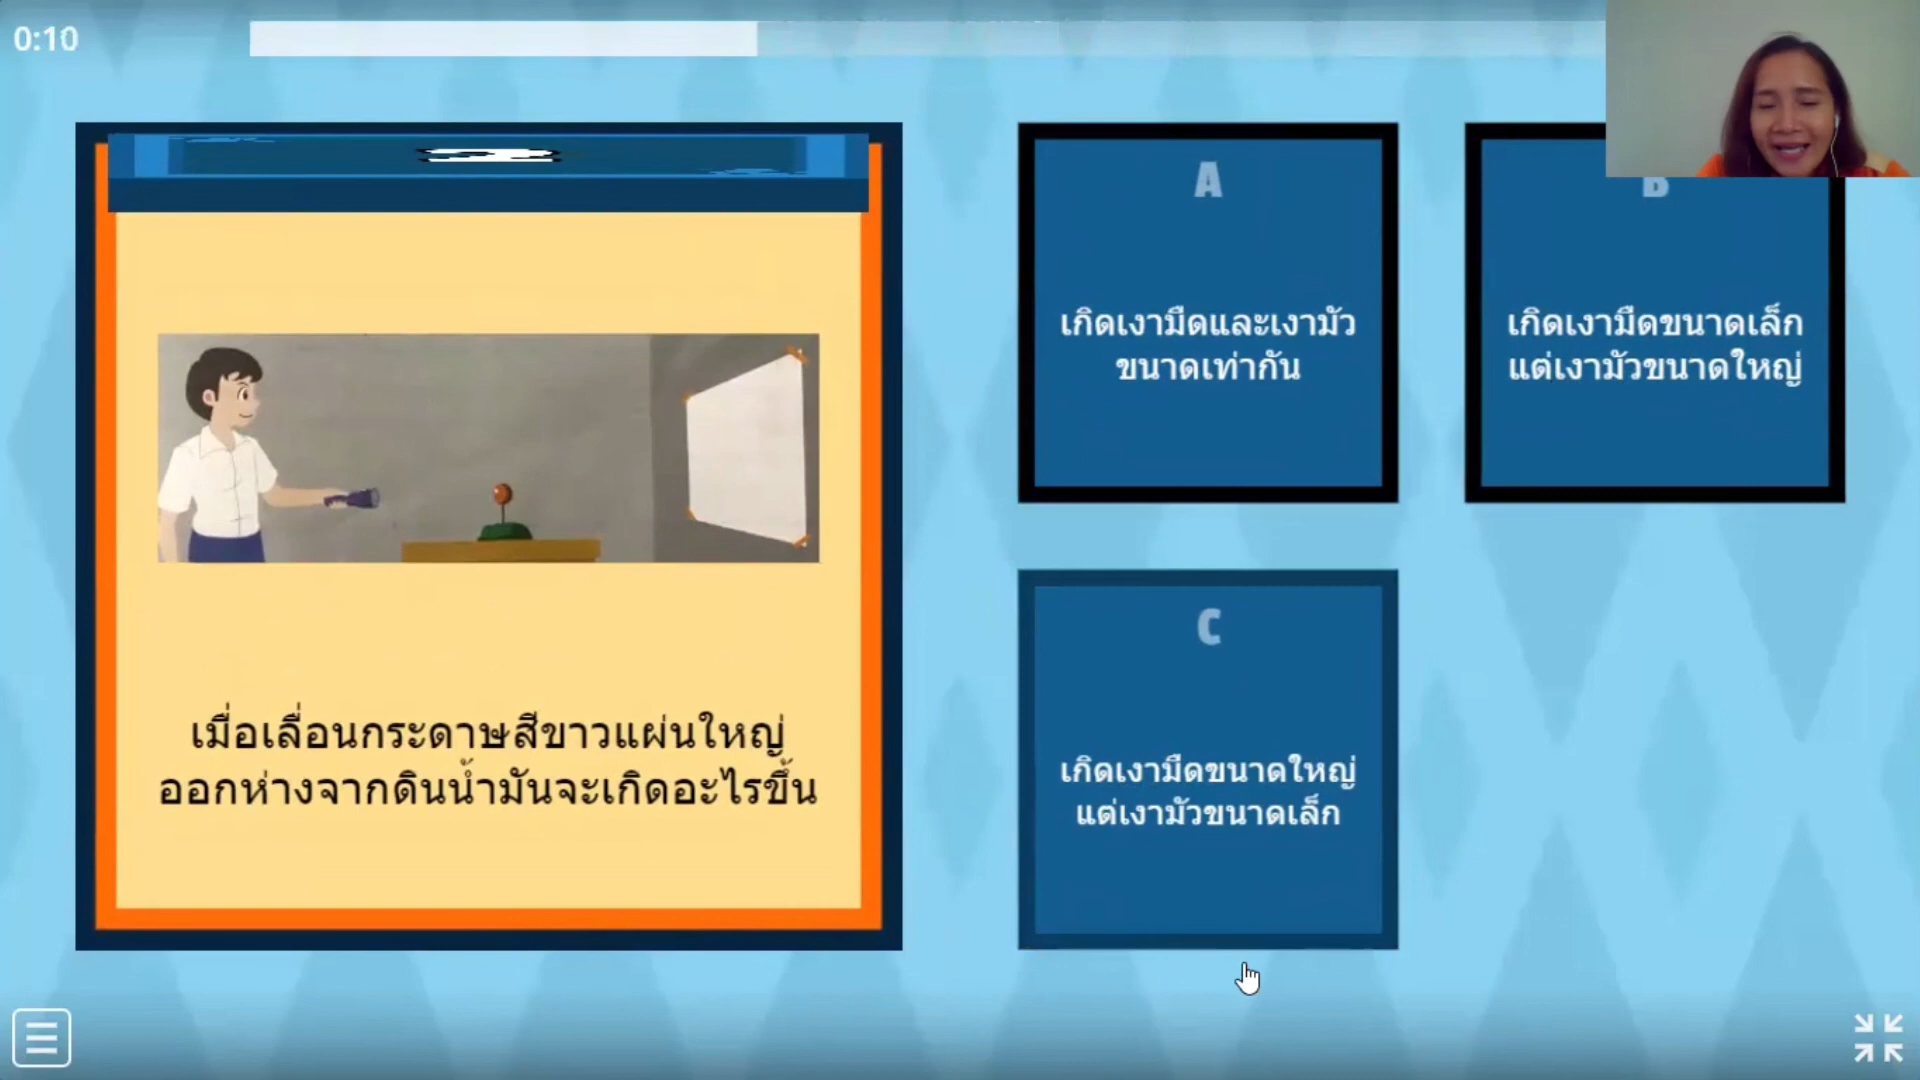 0:10
เมื่อเลื่อนกระดาษสีขาวแผ่นใหญ่
ออกห่างจากดินน้ำมันจะเกิดอะไรขึ้น
A
เกิดเงามืดและเงามัว
ขนาดเท่ากัน
B
เกิดเงามืดขนาดเล็ก
แต่เงามัวขนาดใหญ่
C
เกิดเงามืดขนาดใหญ่
แต่เงามัวขนาดเล็ก